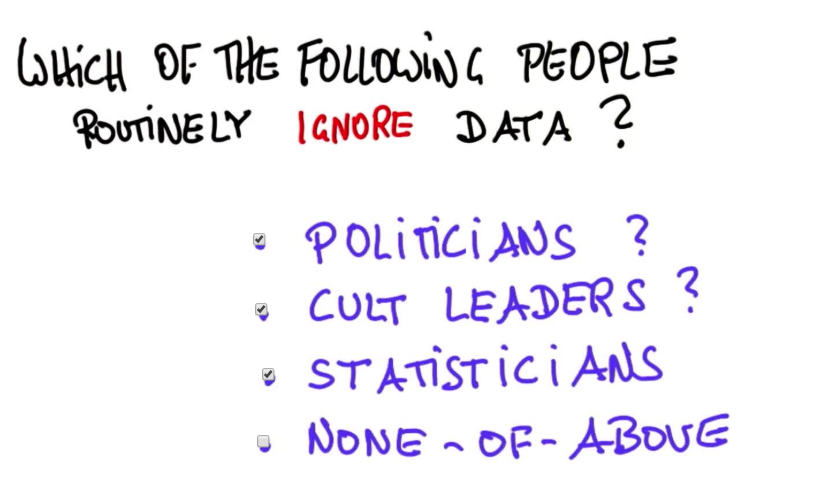 WHiCH OF THE FOLLOWiNG PEOPLE
ROUTiNELY IGNORE DATA ?
POLiTiCiANS ?
CULT LEADERS ?
STATiSTiCiANS
NONE-OF-ABOVE